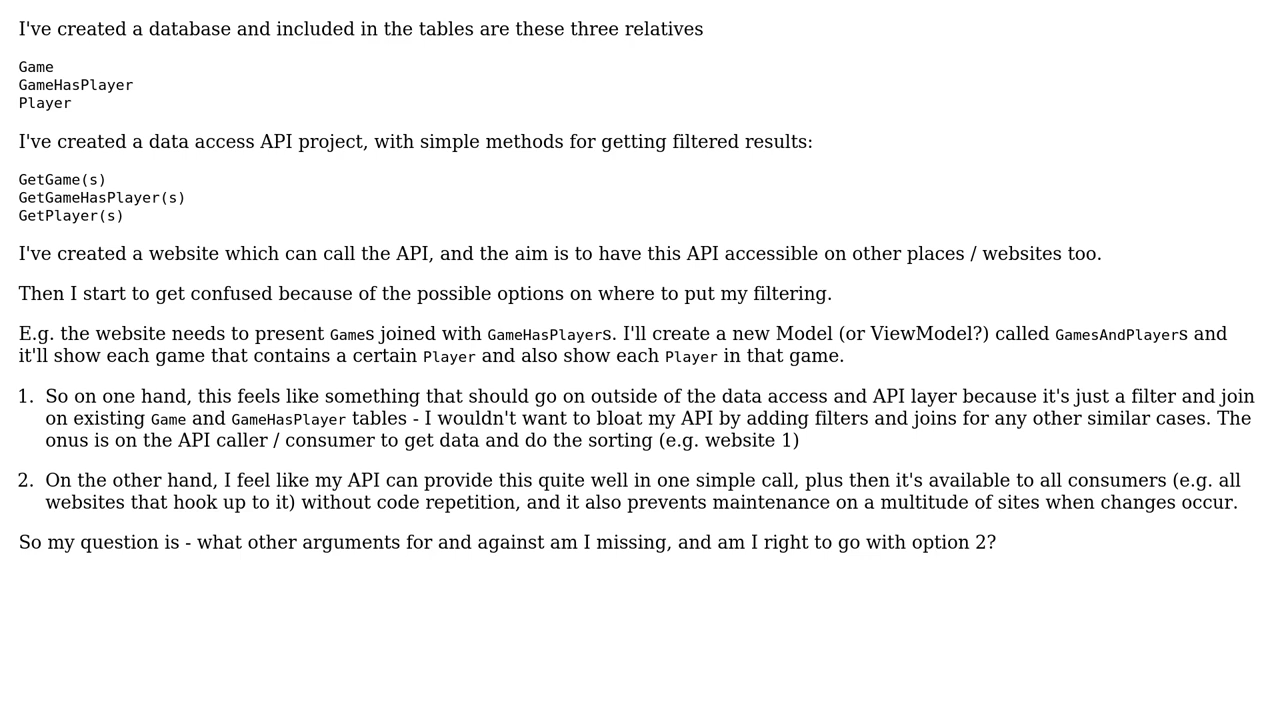 I've created a database and included in the tables are these three relatives
Game
GameHasPlayer
Player
I've created a data access API project, with simple methods for getting filtered results:
GetGame(s)
GetGameHasPlayer(s)
GetPlayer(s)
I've created a website which can call the API, and the aim is to have this API accessible on other places / websites too.
Then I start to get confused because of the possible options on where to put my filtering.
E.g. the website needs to present Games joined with GameHasPlayers. I'll create a new Model (or ViewModel?) called GamesAndPlayers and
it'll show each game that contains a certain Player and also show each Player in that game.
1. So on one hand, this feels like something that should go on outside of the data access and API layer because it's just a filter and join
on existing Game and GameHasPlayer tables - I wouldn't want to bloat my API by adding filters and joins for any other similar cases. The
onus is on the API caller / consumer to get data and do the sorting (e.g. website 1)
2. On the other hand, I feel like my API can provide this quite well in one simple call, plus then it's available to all consumers (e.g. all
websites that hook up to it) without code repetition, and it also prevents maintenance on a multitude of sites when changes occur.
So my question is - what other arguments for and against am I missing, and am I right to go with option 2?